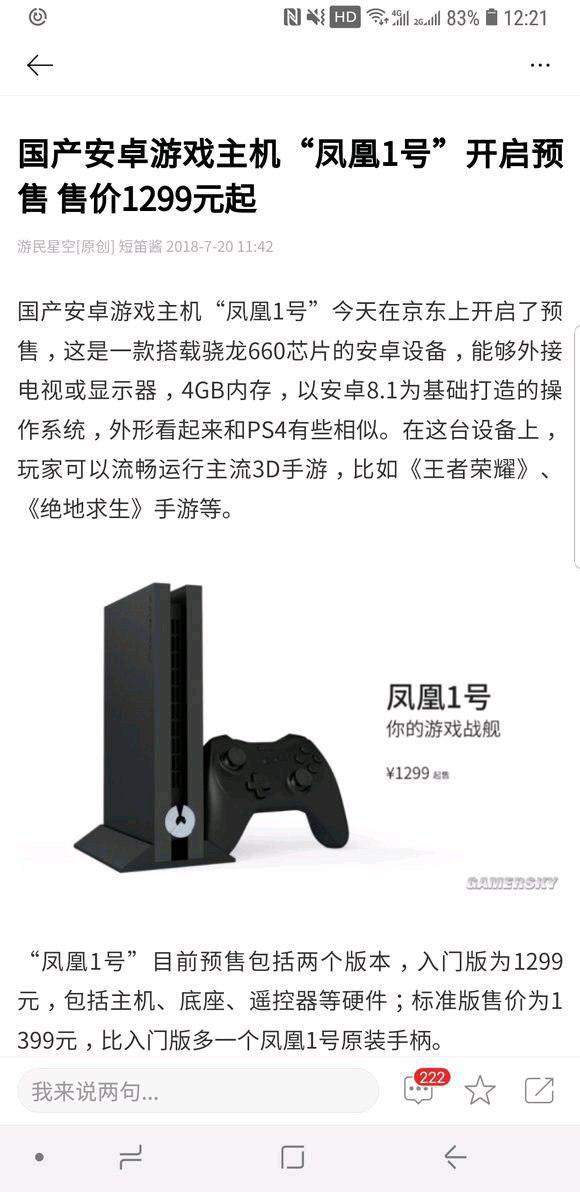 HD 4G 2G 83% 12:21
国产安卓游戏主机“凤凰1号”开启预
售 售价1299元起
游民星空[原创] 短笛酱 2018-7-20 11:42
国产安卓游戏主机“凤凰1号”今天在京东上开启了预
售，这是一款搭载骁龙660芯片的安卓设备，能够外接
电视或显示器，4GB内存，以安卓8.1为基础打造的操
作系统，外形看起来和PS4有些相似。在这台设备上，
玩家可以流畅运行主流3D手游，比如《王者荣耀》、
《绝地求生》手游等。
凤凰1号
你的游戏战舰
¥1299 起售
GAMERSKY
“凤凰1号”目前预售包括两个版本，入门版为1299
元，包括主机、底座、遥控器等硬件；标准版售价为1
399元，比入门版多一个凤凰1号原装手柄。
我来说两句...
222